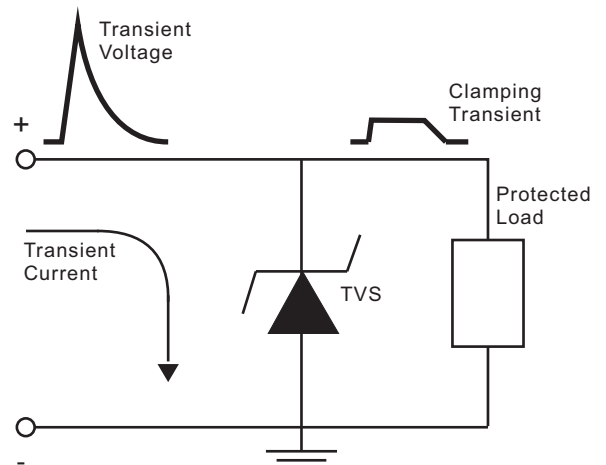 Transient
Voltage
Clamping
Transient
+
Protected
Load
Transient
Current
TVS
-